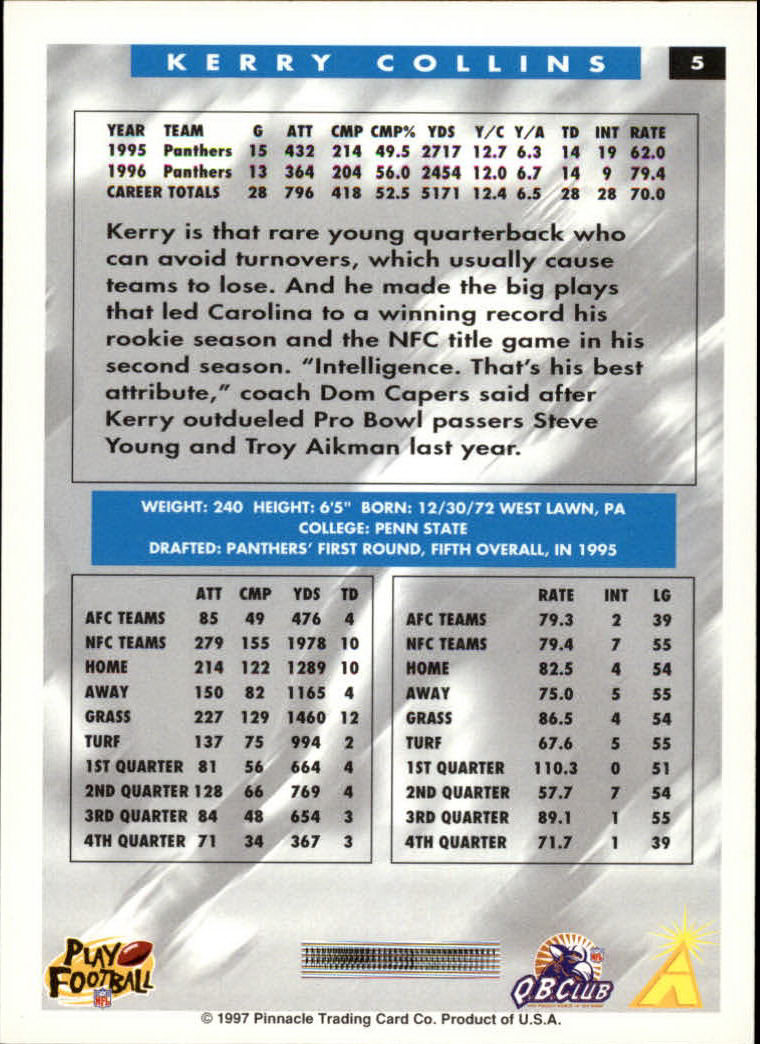 KERRY COLLINS 5
YEAR TEAM G ATT CMP CMP% YDS Y/C Y/A TD INT RATE
1995 Panthers 15 432 214 49.5 2717 12.7 6.3 14 19 62.0
1996 Panthers 13 364 204 56.0 2454 12.0 6.7 14 9 79.4
CAREER TOTALS 28 796 418 52.5 5171 12.4 6.5 28 28 70.0
Kerry is that rare young quarterback who
can avoid turnovers, which usually cause
teams to lose. And he made the big plays
that led Carolina to a winning record his
rookie season and the NFC title game in his
second season. "Intelligence. That's his best
attribute," coach Dom Capers said after
Kerry outdueled Pro Bowl passers Steve
Young and Troy Aikman last year.
WEIGHT: 240 HEIGHT: 6'5" BORN: 12/30/72 WEST LAWN, PA
COLLEGE: PENN STATE
DRAFTED: PANTHERS' FIRST ROUND, FIFTH OVERALL, IN 1995
ATT CMP YDS TD
AFC TEAMS 85 49 476 4
NFC TEAMS 279 155 1978 10
HOME 214 122 1289 10
AWAY 150 82 1165 4
GRASS 227 129 1460 12
TURF 137 75 994 2
1ST QUARTER 81 56 664 4
2ND QUARTER 128 66 769 4
3RD QUARTER 84 48 654 3
4TH QUARTER 71 34 367 3
RATE INT LG
AFC TEAMS 79.3 2 39
NFC TEAMS 79.4 7 55
HOME 82.5 4 54
AWAY 75.0 5 55
GRASS 86.5 4 54
TURF 67.6 5 55
1ST QUARTER 110.3 0 51
2ND QUARTER 57.7 7 54
3RD QUARTER 89.1 1 55
4TH QUARTER 71.7 1 39
PLAY
FOOTBALL
NFL
NFL
Q.B. CLUB
© 1997 Pinnacle Trading Card Co. Product of U.S.A.